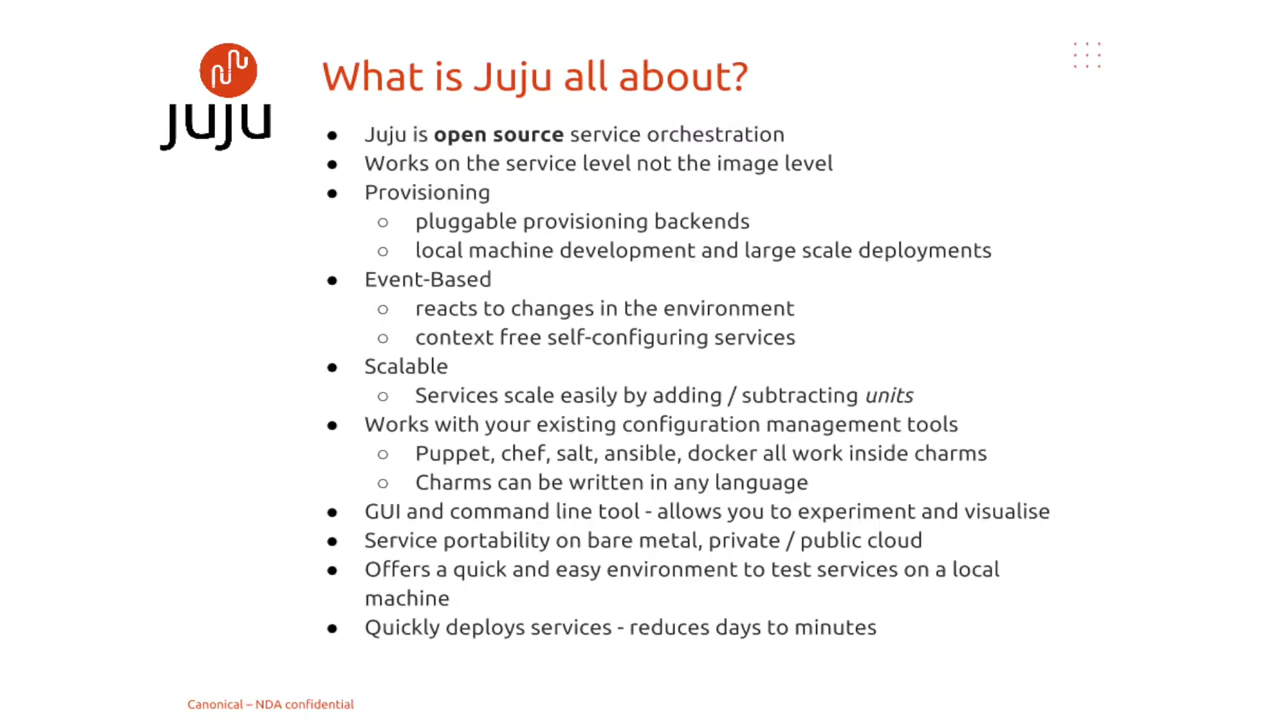 juju
What is Juju all about?
● Juju is open source service orchestration
● Works on the service level not the image level
● Provisioning
○ pluggable provisioning backends
○ local machine development and large scale deployments
● Event-Based
○ reacts to changes in the environment
○ context free self-configuring services
● Scalable
○ Services scale easily by adding / subtracting units
● Works with your existing configuration management tools
○ Puppet, chef, salt, ansible, docker all work inside charms
○ Charms can be written in any language
● GUI and command line tool - allows you to experiment and visualise
● Service portability on bare metal, private / public cloud
● Offers a quick and easy environment to test services on a local
machine
● Quickly deploys services - reduces days to minutes
Canonical – NDA confidential